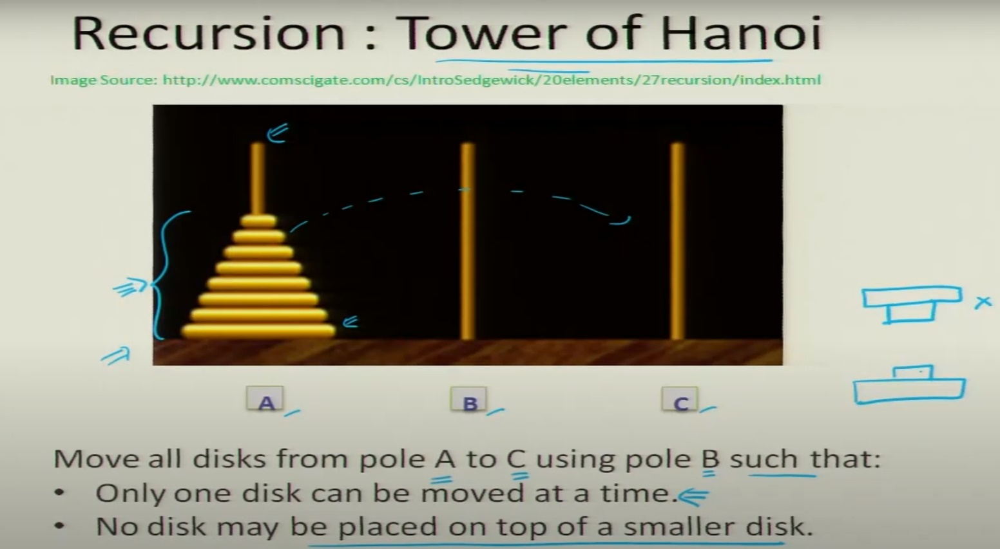 Recursion : Tower of Hanoi
Image Source: http://www.comscigate.com/cs/IntroSedgewick/20elements/27recursion/index.html
A
B
C
Move all disks from pole A to C using pole B such that:
• Only one disk can be moved at a time.
• No disk may be placed on top of a smaller disk.